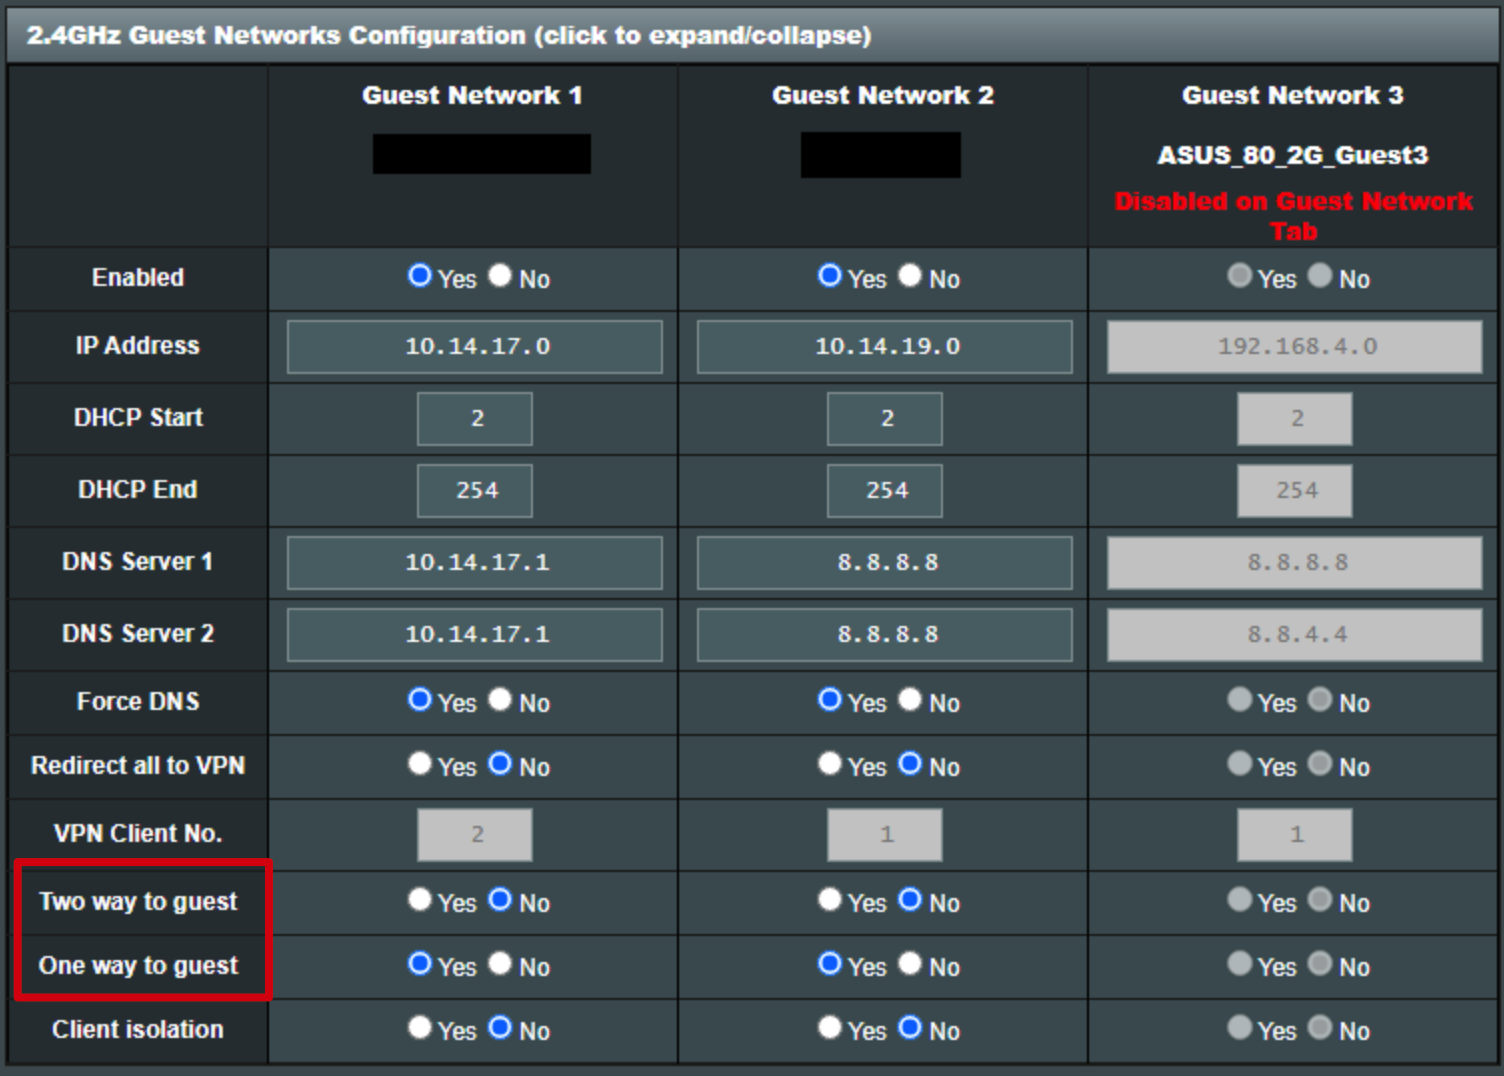 2.4GHz Guest Networks Configuration (click to expand/collapse)
Guest Network 1 Guest Network 2 Guest Network 3
ASUS_80_2G_Guest3
Disabled on Guest Network
Tab
Enabled Yes No Yes No Yes No
IP Address 10.14.17.0 10.14.19.0 192.168.4.0
DHCP Start 2 2 2
DHCP End 254 254 254
DNS Server 1 10.14.17.1 8.8.8.8 8.8.8.8
DNS Server 2 10.14.17.1 8.8.8.8 8.8.4.4
Force DNS Yes No Yes No Yes No
Redirect all to VPN Yes No Yes No Yes No
VPN Client No. 2 1 1
Two way to guest Yes No Yes No Yes No
One way to guest Yes No Yes No Yes No
Client isolation Yes No Yes No Yes No